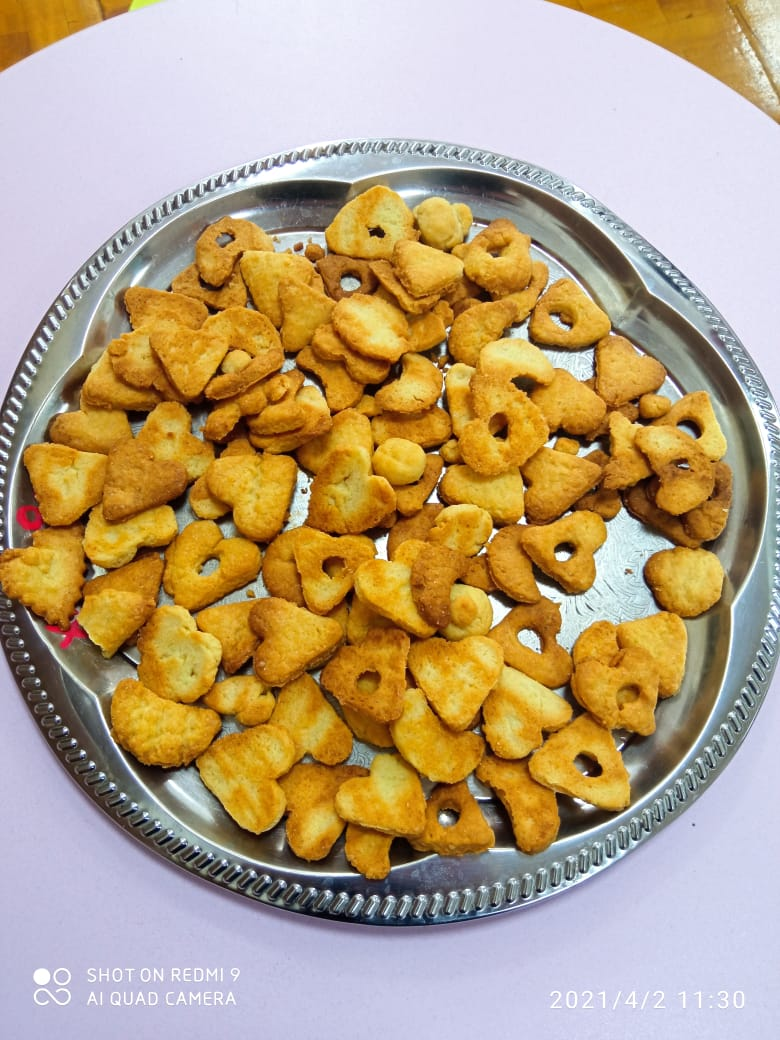 SHOT ON REDMI 9
AI QUAD CAMERA
2021/4/2 11:30